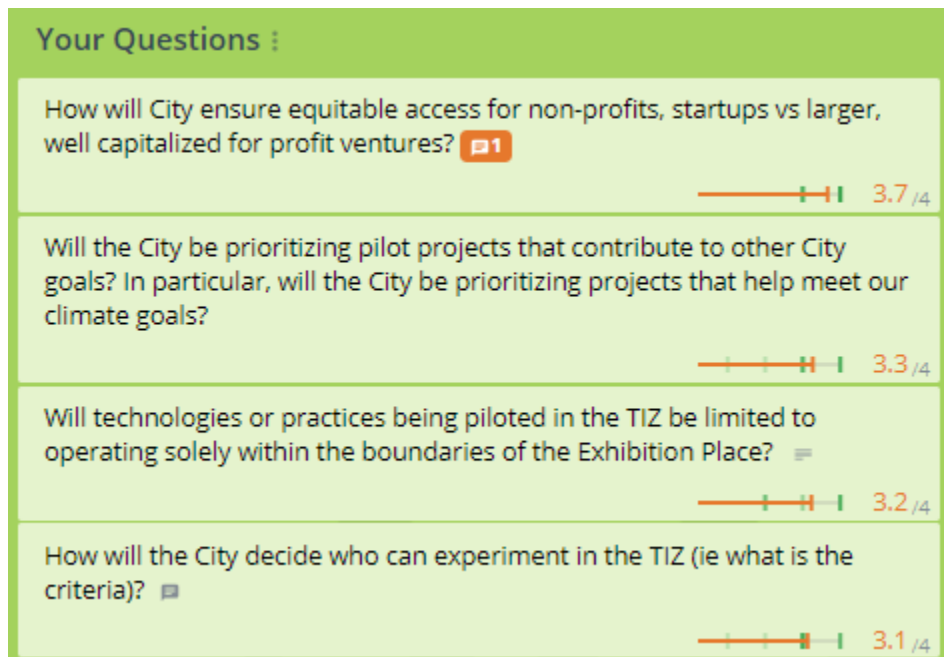 Your Questions
How will City ensure equitable access for non-profits, startups vs larger,
well capitalized for profit ventures? 1
3.7 /4
Will the City be prioritizing pilot projects that contribute to other City
goals? In particular, will the City be prioritizing projects that help meet our
climate goals?
3.3 /4
Will technologies or practices being piloted in the TIZ be limited to
operating solely within the boundaries of the Exhibition Place?
3.2 /4
How will the City decide who can experiment in the TIZ (ie what is the
criteria)?
3.1 /4